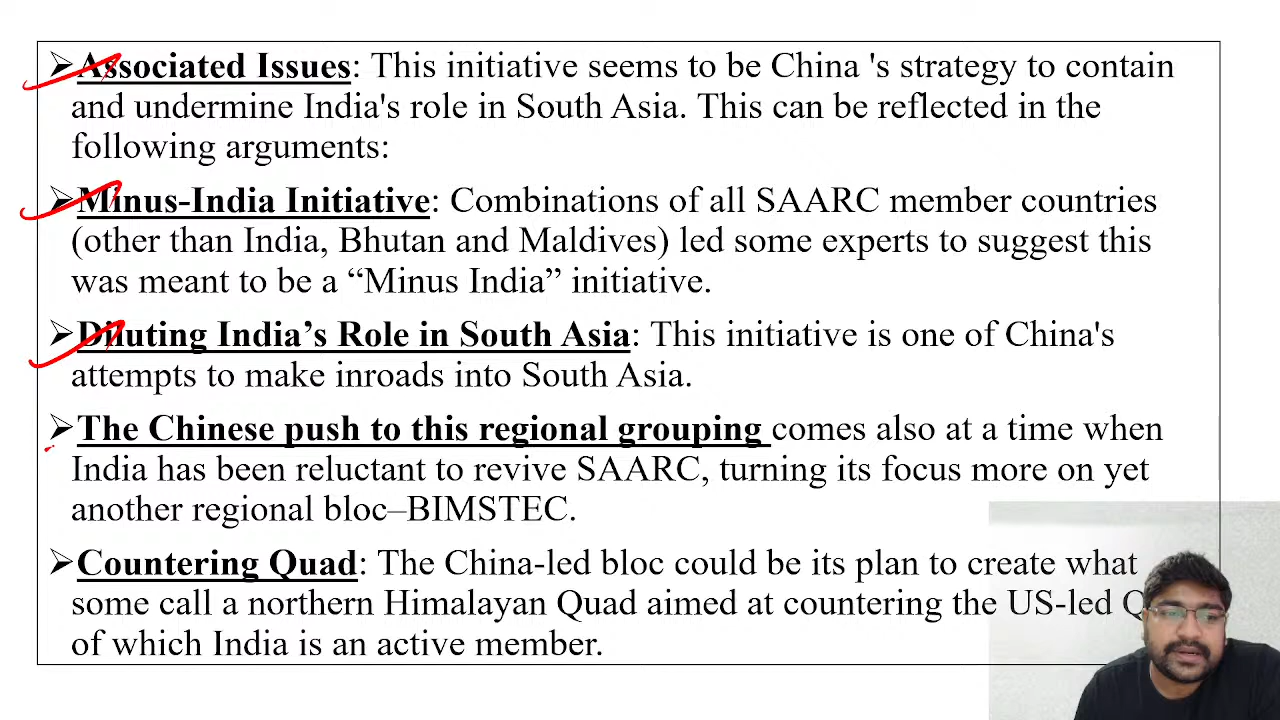 ➢Associated Issues: This initiative seems to be China 's strategy to contain
and undermine India's role in South Asia. This can be reflected in the
following arguments:
➢Minus-India Initiative: Combinations of all SAARC member countries
(other than India, Bhutan and Maldives) led some experts to suggest this
was meant to be a “Minus India” initiative.
➢Diluting India’s Role in South Asia: This initiative is one of China's
attempts to make inroads into South Asia.
➢The Chinese push to this regional grouping comes also at a time when
India has been reluctant to revive SAARC, turning its focus more on yet
another regional bloc–BIMSTEC.
➢Countering Quad: The China-led bloc could be its plan to create what
some call a northern Himalayan Quad aimed at countering the US-led
of which India is an active member.